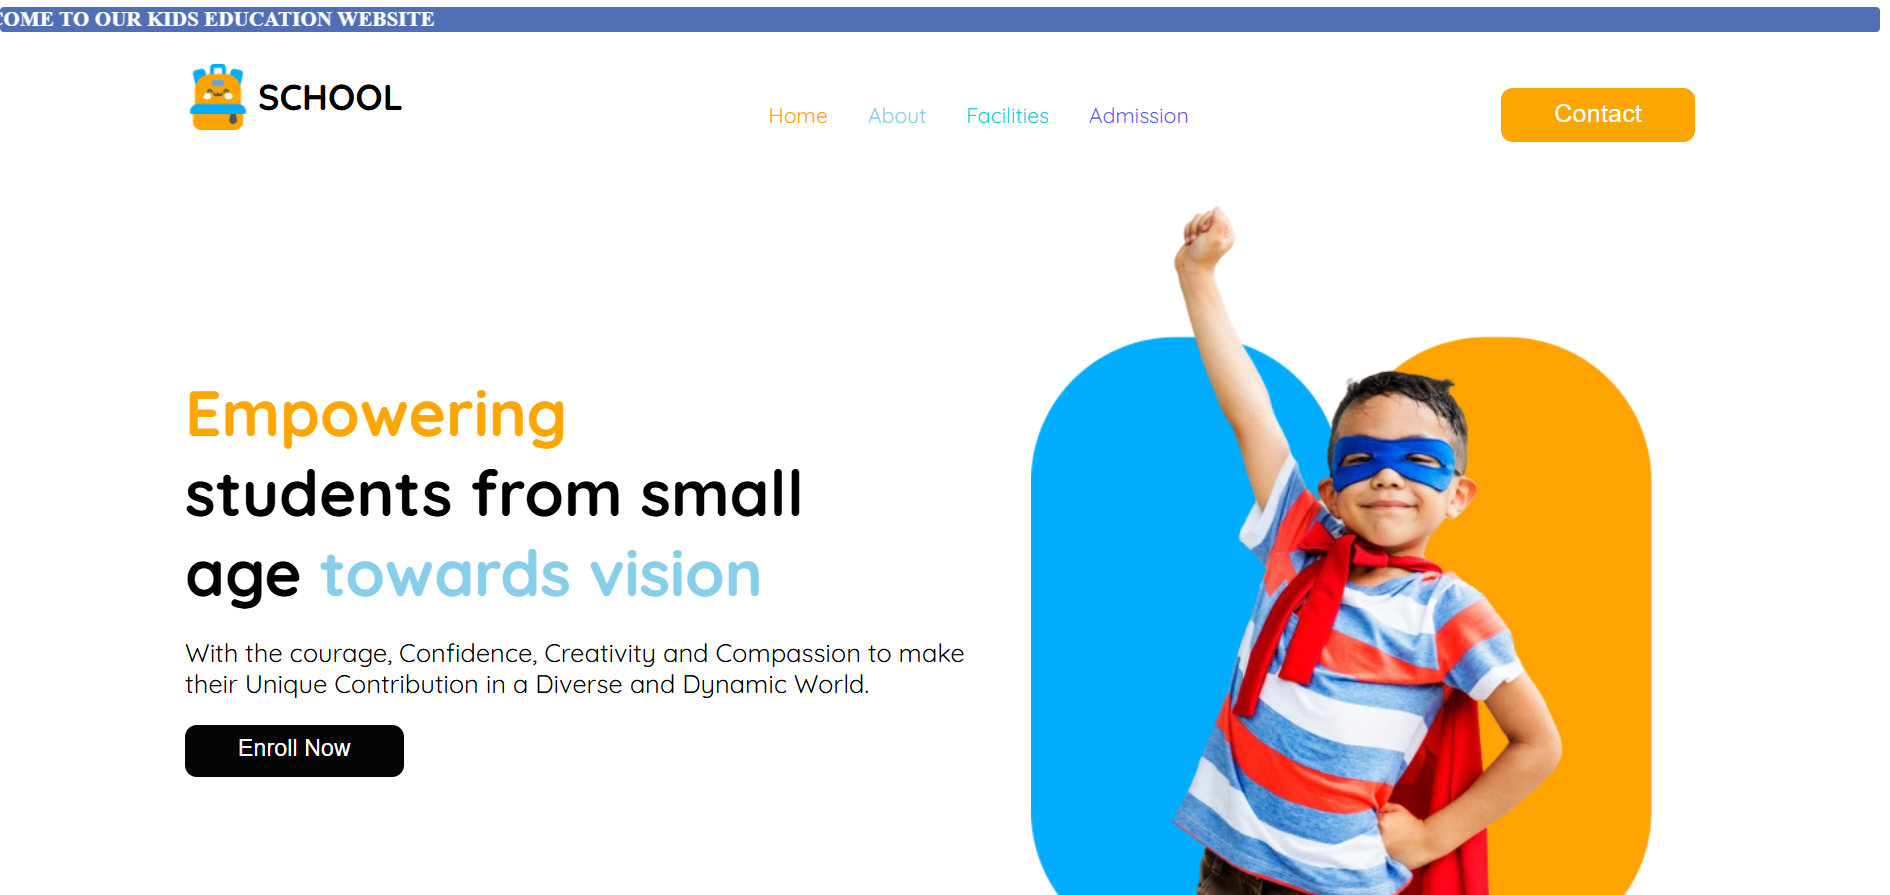 COME TO OUR KIDS EDUCATION WEBSITE
SCHOOL
Home About Facilities Admission
Contact
Empowering
students from small
age towards vision
With the courage, Confidence, Creativity and Compassion to make
their Unique Contribution in a Diverse and Dynamic World.
Enroll Now